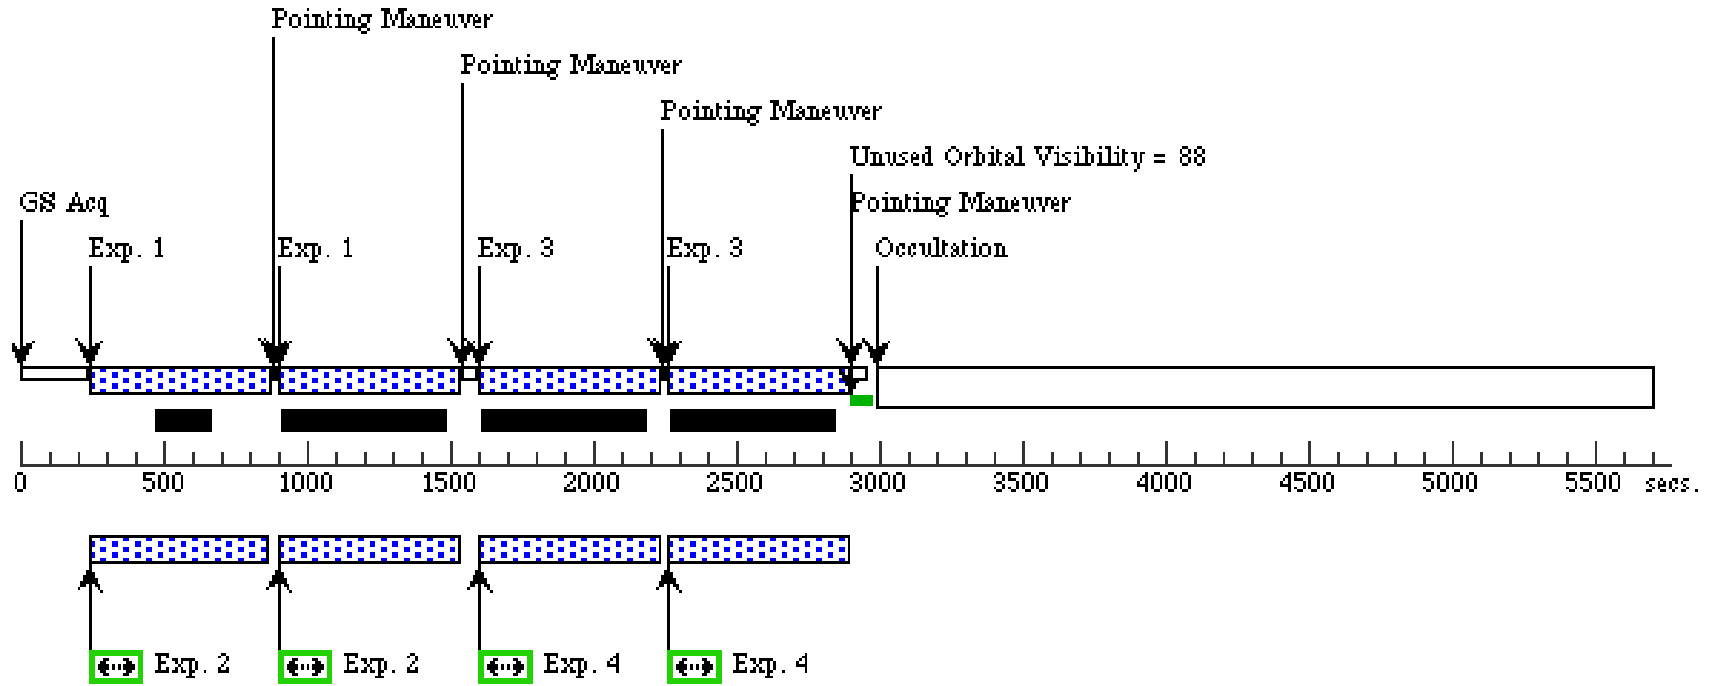 Pointing Maneuver
Pointing Maneuver
Pointing Maneuver
Unused Orbital Visibility = 88
GS Acq
Pointing Maneuver
Exp. 1
Exp. 1
Exp. 3
Exp. 3
Occultation
0 500 1000 1500 2000 2500 3000 3500 4000 4500 5000 5500 secs.
Exp. 2
Exp. 2
Exp. 4
Exp. 4